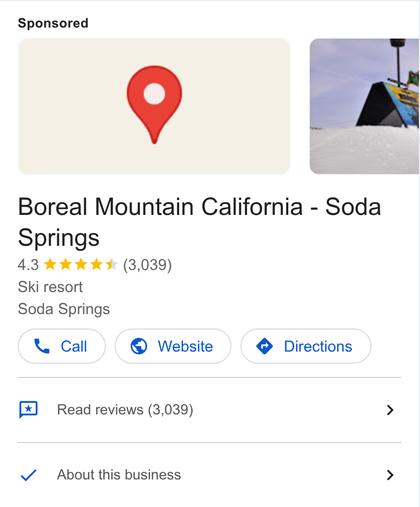 Sponsored
Boreal Mountain California - Soda
Springs
4.3 (3,039)
Ski resort
Soda Springs
Call Website Directions
Read reviews (3,039)
About this business